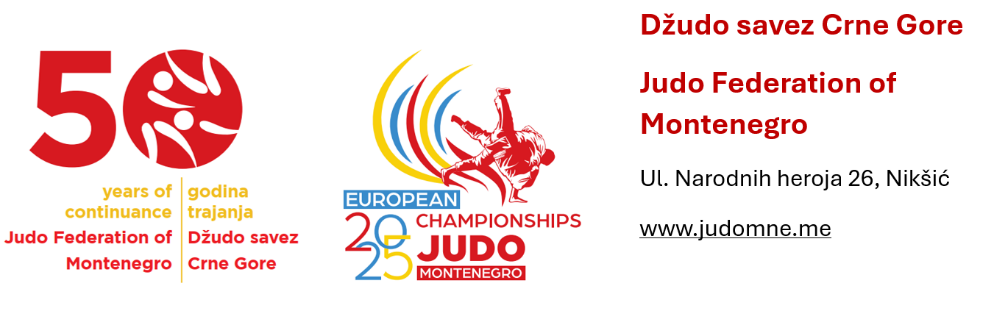 50
years of
continuance
Judo Federation of
Montenegro
godina
trajanja
Džudo savez
Crne Gore
EUROPEAN
2025
CHAMPIONSHIPS
JUDO
MONTENEGRO
Džudo savez Crne Gore
Judo Federation of
Montenegro
Ul. Narodnih heroja 26, Nikšić
www.judomne.me